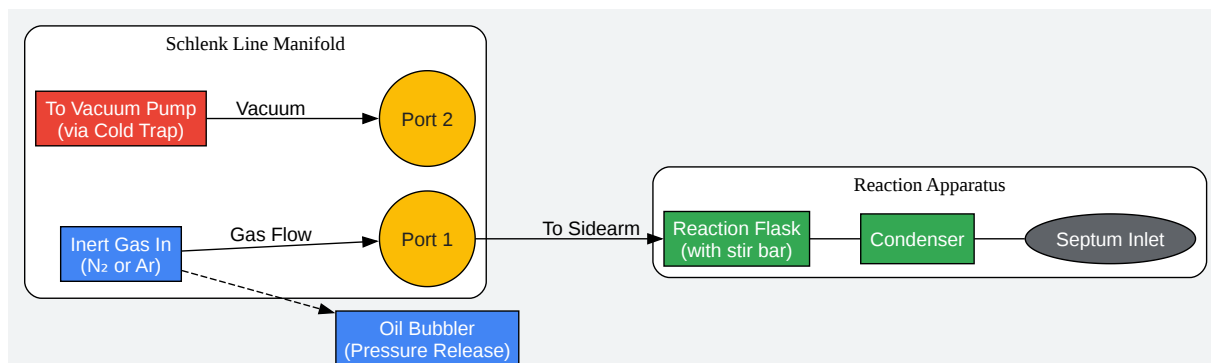 Schlenk Line Manifold
To Vacuum Pump
(via Cold Trap)
Vacuum
Port 2
Inert Gas In
(N₂ or Ar)
Gas Flow
Port 1
To Sidearm
Oil Bubbler
(Pressure Release)
Reaction Apparatus
Reaction Flask
(with stir bar)
Condenser
Septum Inlet